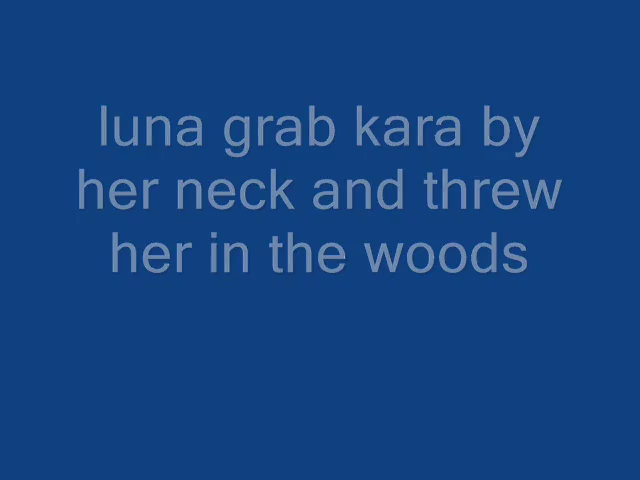 luna grab kara by
her neck and threw
her in the woods